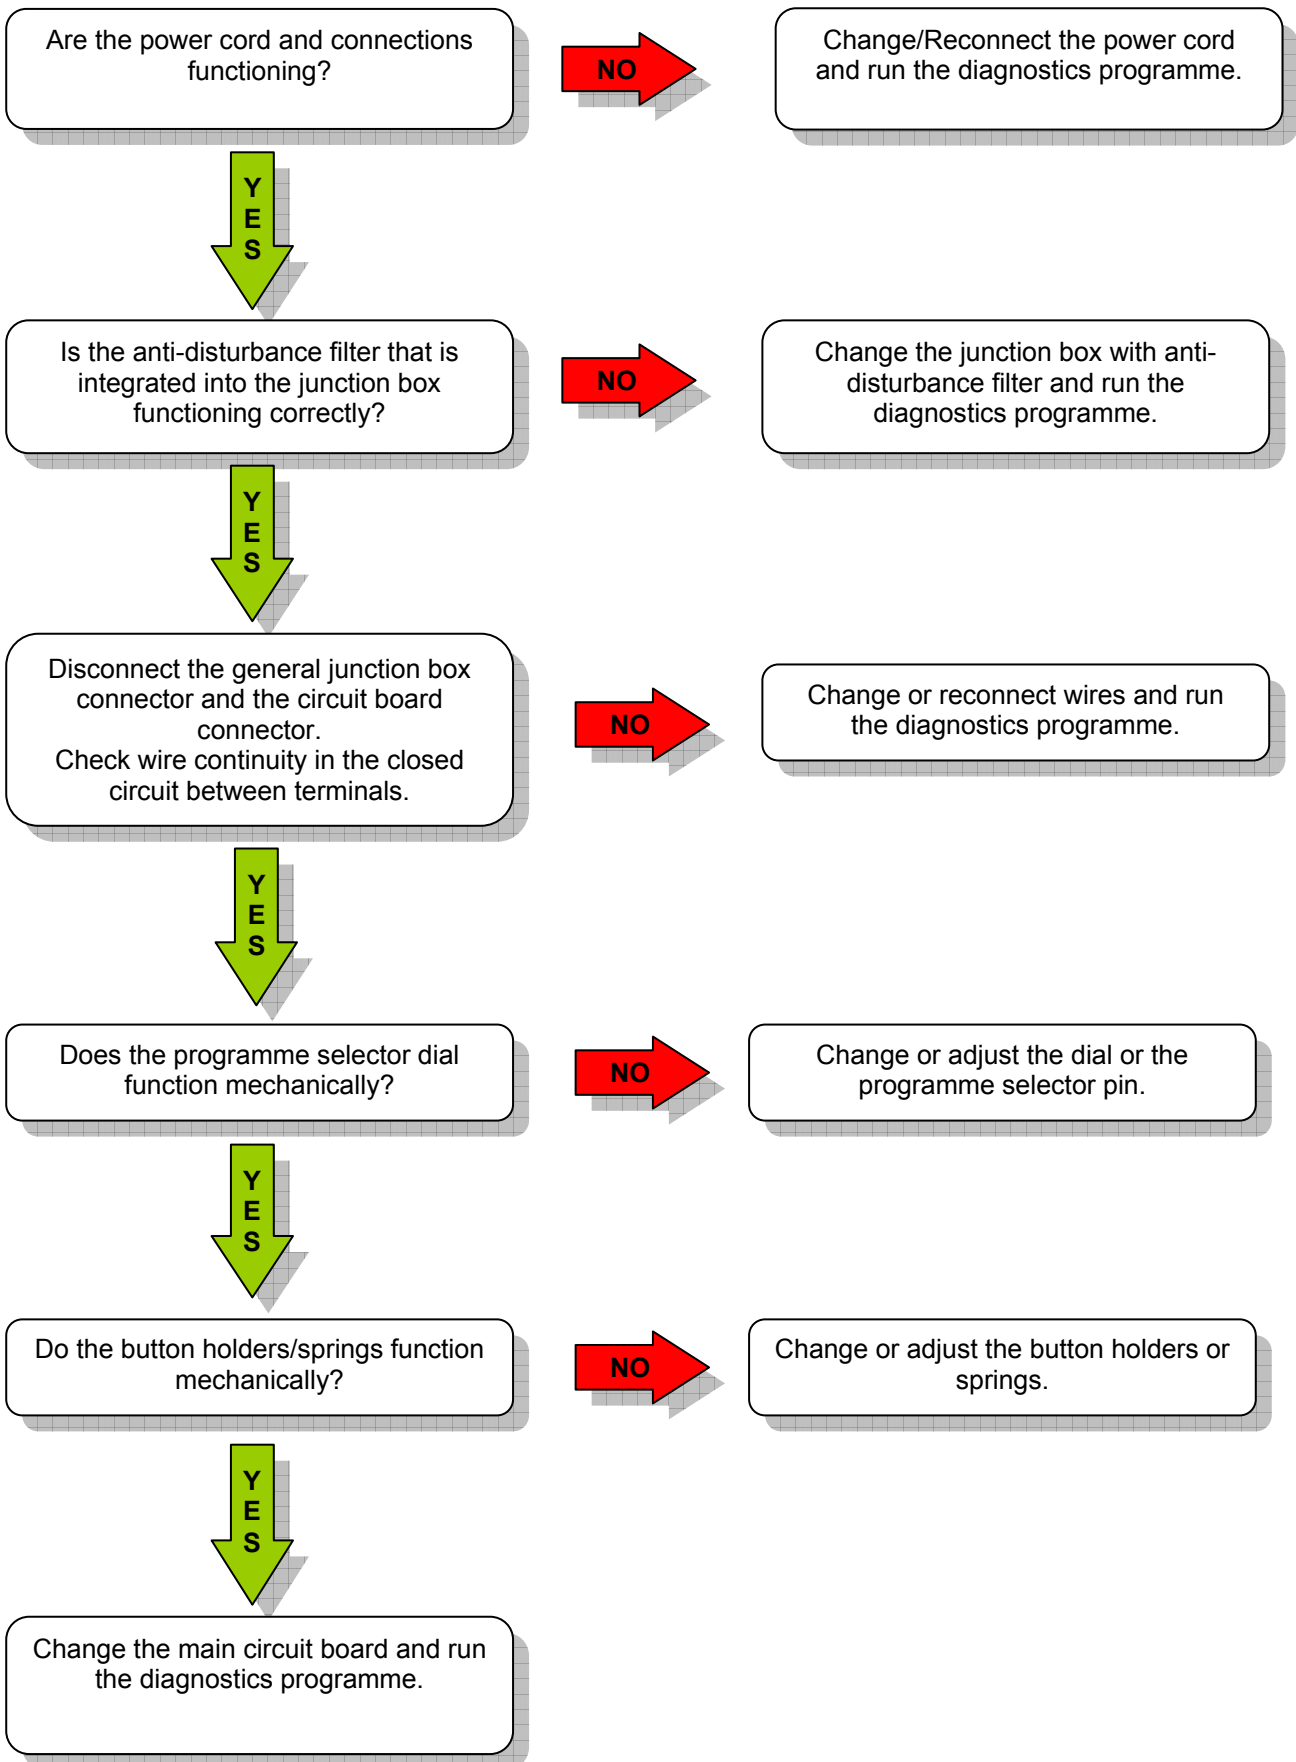 Are the power cord and connections
functioning?
NO
Change/Reconnect the power cord
and run the diagnostics programme.
Y
E
S
Is the anti-disturbance filter that is
integrated into the junction box
functioning correctly?
NO
Change the junction box with anti-
disturbance filter and run the
diagnostics programme.
Y
E
S
Disconnect the general junction box
connector and the circuit board
connector.
Check wire continuity in the closed
circuit between terminals.
NO
Change or reconnect wires and run
the diagnostics programme.
Y
E
S
Does the programme selector dial
function mechanically?
NO
Change or adjust the dial or the
programme selector pin.
Y
E
S
Do the button holders/springs function
mechanically?
NO
Change or adjust the button holders or
springs.
Y
E
S
Change the main circuit board and run
the diagnostics programme.